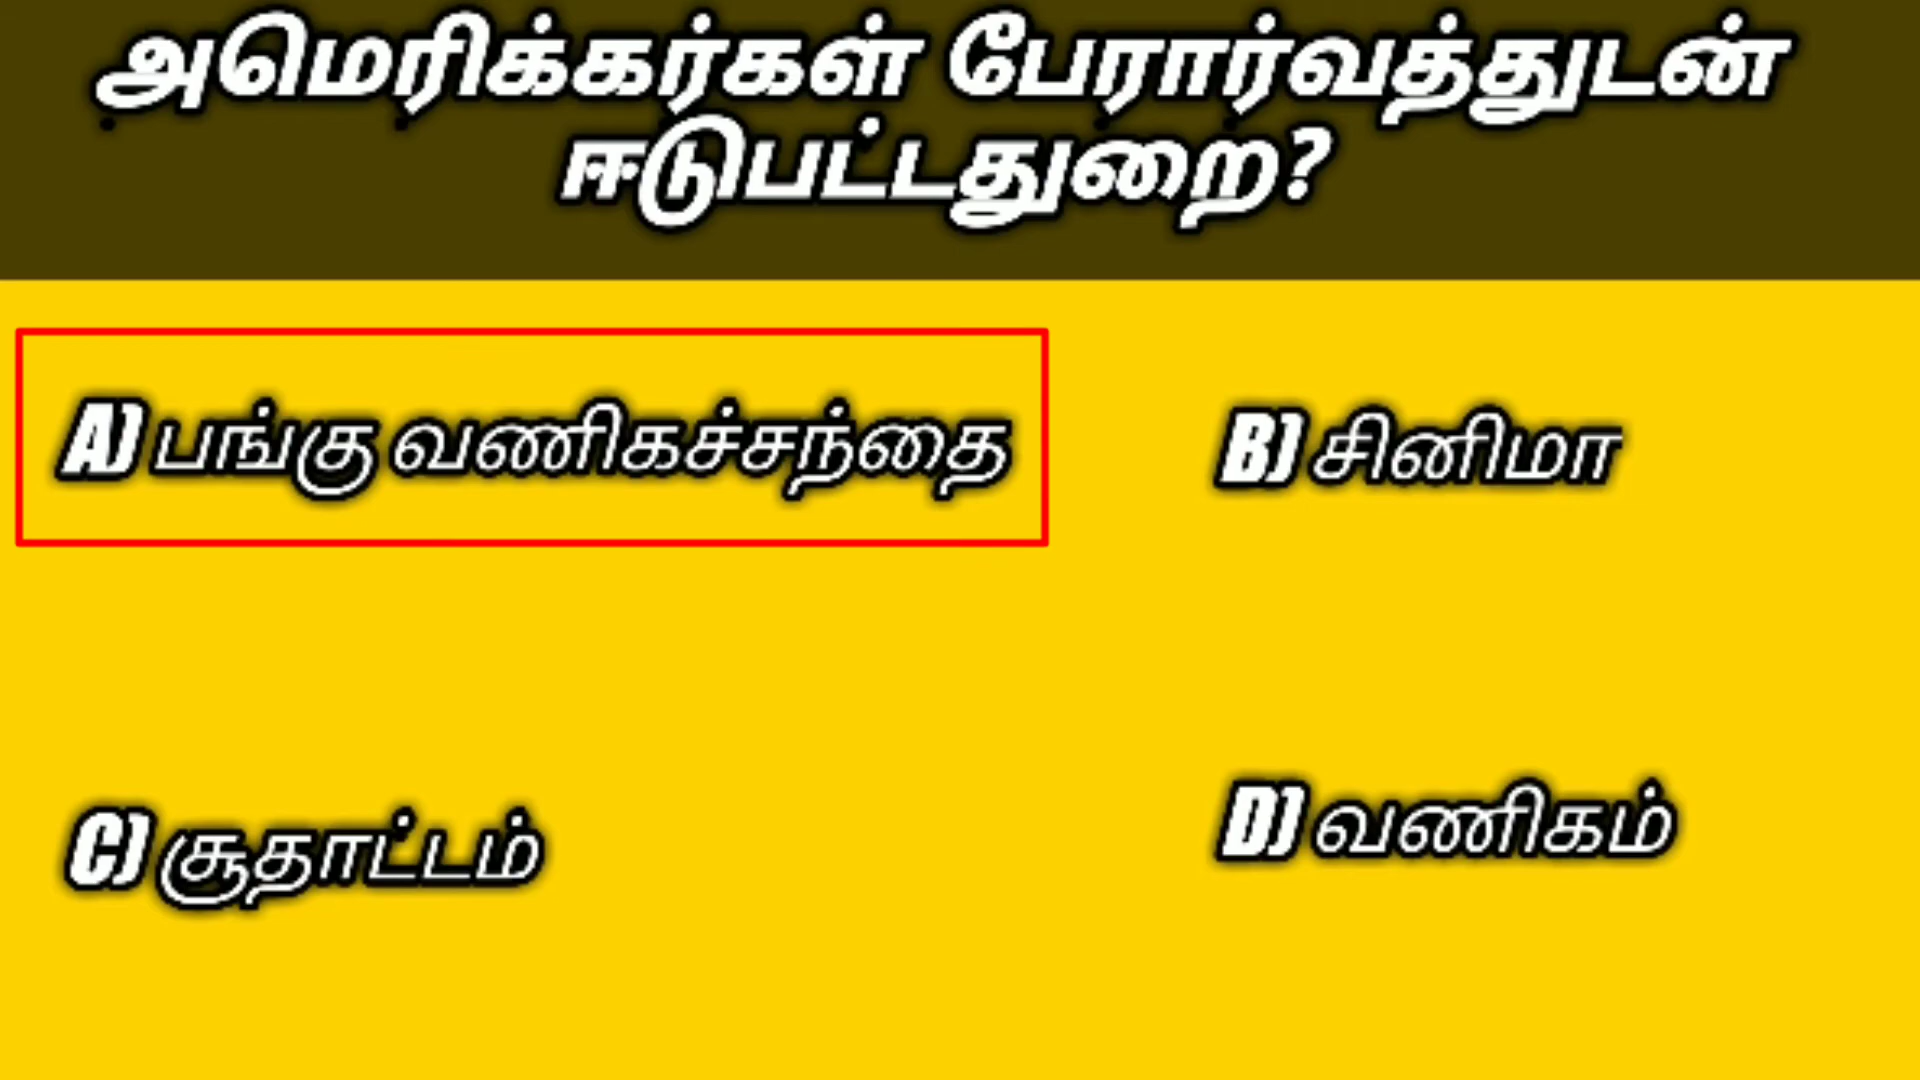 அமெரிக்கர்கள் பேரார்வத்துடன்
ஈடுபட்டதுறை?
A) பங்கு வணிகச்சந்தை
B) சினிமா
C) சூதாட்டம்
D) வணிகம்